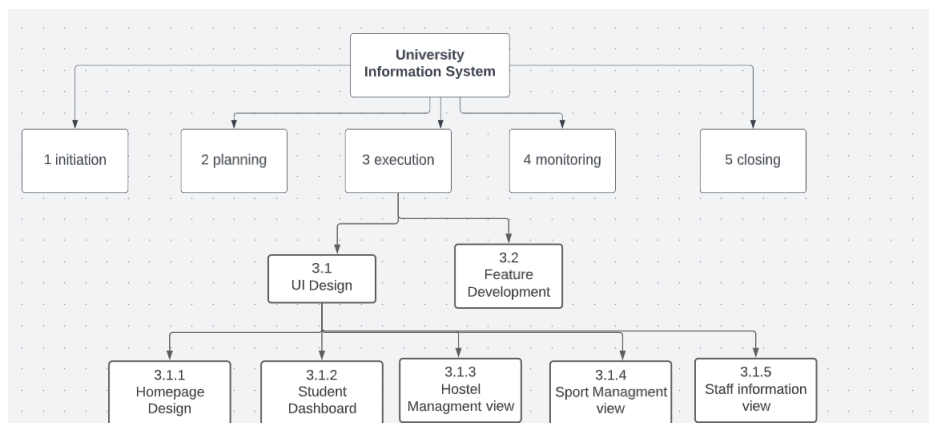 University
Information System
1 initiation
2 planning
3 execution
4 monitoring
5 closing
3.1
UI Design
3.2
Feature
Development
3.1.1
Homepage
Design
3.1.2
Student
Dashboard
3.1.3
Hostel
Managment view
3.1.4
Sport Managment
view
3.1.5
Staff information
view